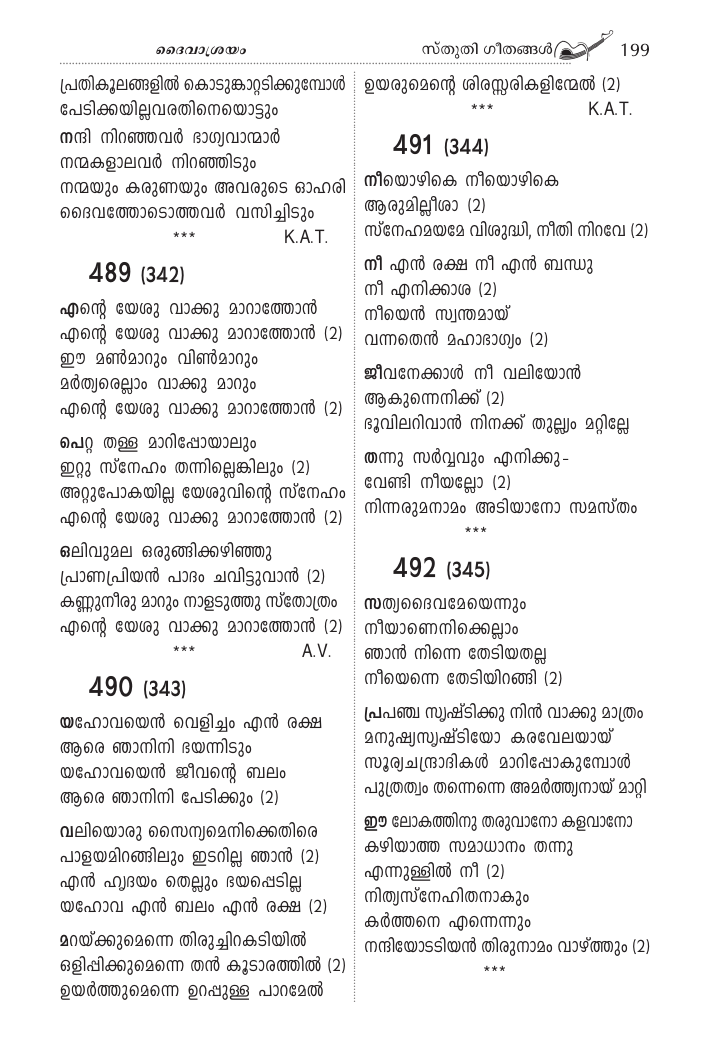 ദൈവാശ്രയം
സ്തുതി ഗീതങ്ങൾ 199
പ്രതികൂലങ്ങളിൽ കൊടുങ്കാറ്റടിക്കുമ്പോൾ
പേടിക്കയില്ലവരതിനെയൊട്ടും
നന്ദി നിറഞ്ഞവർ ഭാഗ്യവാന്മാർ
നന്മകളാലവർ നിറഞ്ഞിടും
നന്മയും കരുണയും അവരുടെ ഓഹരി
ദൈവത്തോടൊത്തവർ വസിച്ചിടും
*** K.A.T.
489 (342)
എന്റെ യേശു വാക്കു മാറാത്തോൻ
എന്റെ യേശു വാക്കു മാറാത്തോൻ (2)
ഈ മൺമാറും വിൺമാറും
മർത്യരെല്ലാം വാക്കു മാറും
എന്റെ യേശു വാക്കു മാറാത്തോൻ (2)
പെറ്റ തള്ള മാറിപ്പോയാലും
ഇറ്റു സ്നേഹം തന്നില്ലെങ്കിലും (2)
അറ്റുപോകയില്ല യേശുവിന്റെ സ്നേഹം
എന്റെ യേശു വാക്കു മാറാത്തോൻ (2)
ഒലിവുമല ഒരുങ്ങിക്കഴിഞ്ഞു
പ്രാണപ്രിയൻ പാദം ചവിട്ടുവാൻ (2)
കണ്ണുനീരു മാറും നാളടുത്തു സ്തോത്രം
എന്റെ യേശു വാക്കു മാറാത്തോൻ (2)
*** A.V.
490 (343)
യഹോവയെൻ വെളിച്ചം എൻ രക്ഷ
ആരെ ഞാനിനി ഭയന്നിടും
യഹോവയെൻ ജീവന്റെ ബലം
ആരെ ഞാനിനി പേടിക്കും (2)
വലിയൊരു സൈന്യമെനിക്കെതിരെ
പാളയമിറങ്ങിലും ഇടറില്ല ഞാൻ (2)
എൻ ഹൃദയം തെല്ലും ഭയപ്പെടില്ല
യഹോവ എൻ ബലം എൻ രക്ഷ (2)
മറയ്ക്കുമെന്നെ തിരുച്ചിറകടിയിൽ
ഒളിപ്പിക്കുമെന്നെ തൻ കൂടാരത്തിൽ (2)
ഉയർത്തുമെന്നെ ഉറപ്പുള്ള പാറമേൽ
ഉയരുമെന്റെ ശിരസ്സരികളിന്മേൽ (2)
*** K.A.T.
491 (344)
നീയൊഴികെ നീയൊഴികെ
ആരുമില്ലീശാ (2)
സ്നേഹമയമേ വിശുദ്ധി, നീതി നിറവേ (2)
നീ എൻ രക്ഷ നീ എൻ ബന്ധു
നീ എനിക്കാശ (2)
നീയെൻ സ്വന്തമായ്
വന്നതെൻ മഹാഭാഗ്യം (2)
ജീവനേക്കാൾ നീ വലിയോൻ
ആകുന്നെനിക്ക് (2)
ഭൂവിലറിവാൻ നിനക്ക് തുല്ല്യം മറ്റില്ലേ
തന്നു സർവ്വവും എനിക്കു-
വേണ്ടി നീയല്ലോ (2)
നിന്നരുമനാമം അടിയാനോ സമസ്തം
***
492 (345)
സത്യദൈവമേയെന്നും
നീയാണെനിക്കെല്ലാം
ഞാൻ നിന്നെ തേടിയതല്ല
നീയെന്നെ തേടിയിറങ്ങി (2)
പ്രപഞ്ച സൃഷ്ടിക്കു നിൻ വാക്കു മാത്രം
മനുഷ്യസൃഷ്ടിയോ കരവേലയായ്
സൂര്യചന്ദ്രാദികൾ മാറിപ്പോകുമ്പോൾ
പുത്രത്വം തന്നെന്നെ അമർത്ത്യനായ് മാറ്റി
ഈ ലോകത്തിനു തരുവാനോ കളവാനോ
കഴിയാത്ത സമാധാനം തന്നു
എന്നുള്ളിൽ നീ (2)
നിത്യസ്നേഹിതനാകും
കർത്തനെ എന്നെന്നും
നന്ദിയോടടിയൻ തിരുനാമം വാഴ്ത്തും (2)
***